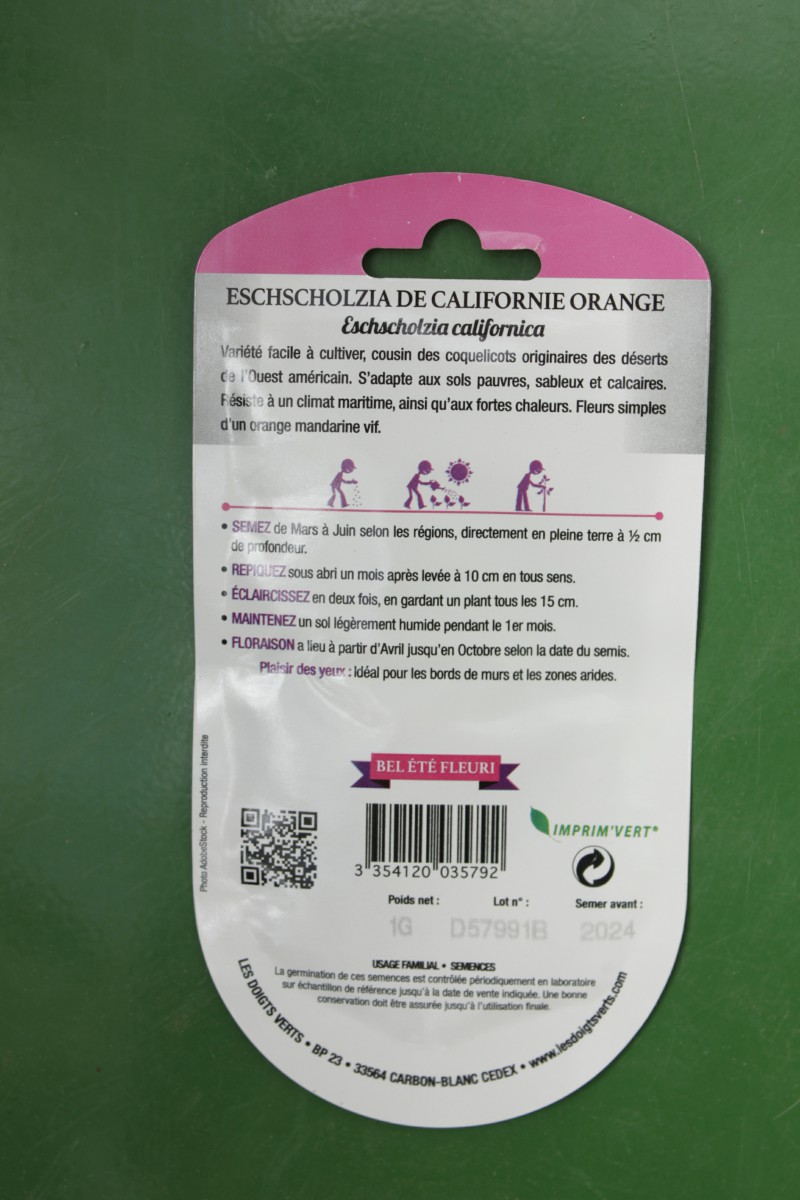 ESCHSCHOLZIA DE CALIFORNIE ORANGE
Eschscholzia californica
Variété facile à cultiver, cousin des coquelicots originaires des déserts
de l'Ouest américain. S'adapte aux sols pauvres, sableux et calcaires.
Résiste à un climat maritime, ainsi qu'aux fortes chaleurs. Fleurs simples
d'un orange mandarine vif.
• SEMEZ de Mars à Juin selon les régions, directement en pleine terre à ½ cm
de profondeur.
• REPIQUEZ sous abri un mois après levée à 10 cm en tous sens.
• ÉCLAIRCISSEZ en deux fois, en gardant un plant tous les 15 cm.
• MAINTENEZ un sol légèrement humide pendant le 1er mois.
• FLORAISON a lieu à partir d'Avril jusqu'en Octobre selon la date du semis.
Plaisir des yeux : Idéal pour les bords de murs et les zones arides.
Photo AdobeStock - Reproduction interdite
BEL ÉTÉ FLEURI
IMPRIM'VERT®
3 354120 035792
Poids net : Lot n° : Semer avant :
1G D57991B 2024
USAGE FAMILIAL • SEMENCES
La germination de ces semences est contrôlée périodiquement en laboratoire
sur échantillon de référence jusqu'à la date de vente indiquée. Une bonne
conservation doit être assurée jusqu'à l'utilisation finale.
LES DOIGTS VERTS • BP 23 • 33564 CARBON-BLANC CEDEX • www.lesdoigtsverts.com